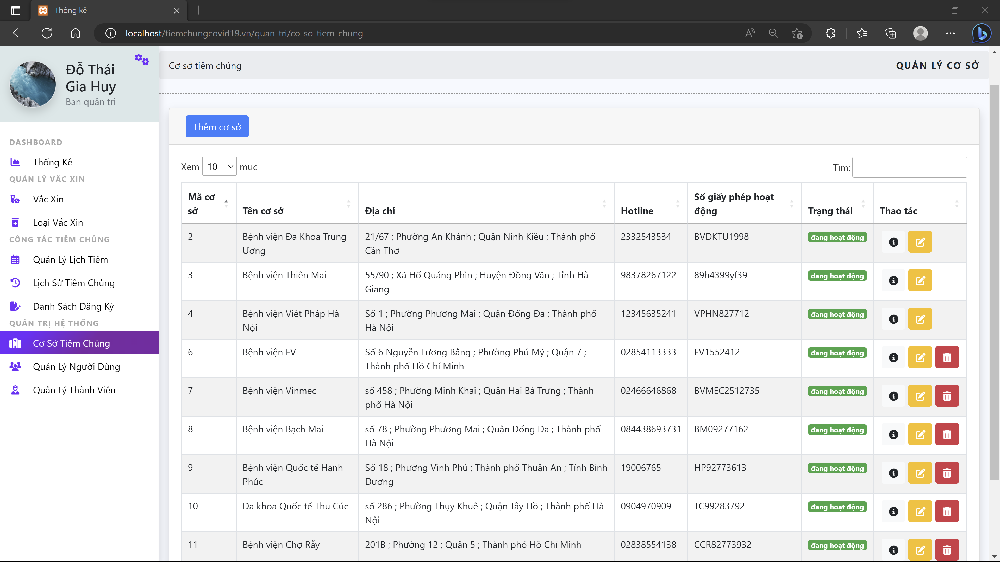 Thống kê
localhost/tiemchungcovid19.vn/quan-tri/co-so-tiem-chung
Đỗ Thái
Gia Huy
Ban quản trị
DASHBOARD
Thống Kê
QUẢN LÝ VẮC XIN
Vắc Xin
Loại Vắc Xin
CÔNG TÁC TIÊM CHỦNG
Quản Lý Lịch Tiêm
Lịch Sử Tiêm Chủng
Danh Sách Đăng Ký
QUẢN TRỊ HỆ THỐNG
Cơ Sở Tiêm Chủng
Quản Lý Người Dùng
Quản Lý Thành Viên
Cơ sở tiêm chủng
QUẢN LÝ CƠ SỞ
Thêm cơ sở
Xem 10 mục
Tìm:
Mã cơ
sở
Tên cơ sở
Địa chỉ
Hotline
Số giấy phép hoạt
động
Trạng thái
Thao tác
2
Bệnh viện Đa Khoa Trung
Ương
21/67 ; Phường An Khánh ; Quận Ninh Kiều ; Thành phố
Cần Thơ
2332543534
BVDKTU1998
đang hoạt động
3
Bệnh viện Thiên Mai
55/90 ; Xã Hố Quáng Phìn ; Huyện Đồng Văn ; Tỉnh Hà
Giang
98378267122
89h4399yf39
đang hoạt động
4
Bệnh viện Viêt Pháp Hà
Nội
Số 1 ; Phường Phương Mai ; Quận Đống Đa ; Thành phố
Hà Nội
12345635241
VPHN827712
đang hoạt động
6
Bệnh viện FV
Số 6 Nguyễn Lương Bằng ; Phường Phú Mỹ ; Quận 7 ;
Thành phố Hồ Chí Minh
02854113333
FV1552412
đang hoạt động
7
Bệnh viện Vinmec
số 458 ; Phường Minh Khai ; Quận Hai Bà Trưng ; Thành
phố Hà Nội
02466646868
BVMEC2512735
đang hoạt động
8
Bệnh viện Bạch Mai
số 78 ; Phường Phương Mai ; Quận Đống Đa ; Thành phố
Hà Nội
084438693731
BM09277162
đang hoạt động
9
Bệnh viện Quốc tế Hạnh
Phúc
Số 18 ; Phường Vĩnh Phú ; Thành phố Thuận An ; Tỉnh Bình
Dương
19006765
HP92773613
đang hoạt động
10
Đa khoa Quốc tế Thu Cúc
số 286 ; Phường Thụy Khuê ; Quận Tây Hồ ; Thành phố Hà
Nội
0904970909
TC99283792
đang hoạt động
11
Bệnh viện Chợ Rẫy
201B ; Phường 12 ; Quận 5 ; Thành phố Hồ Chí Minh
02838554138
CCR82773932
đang hoạt động